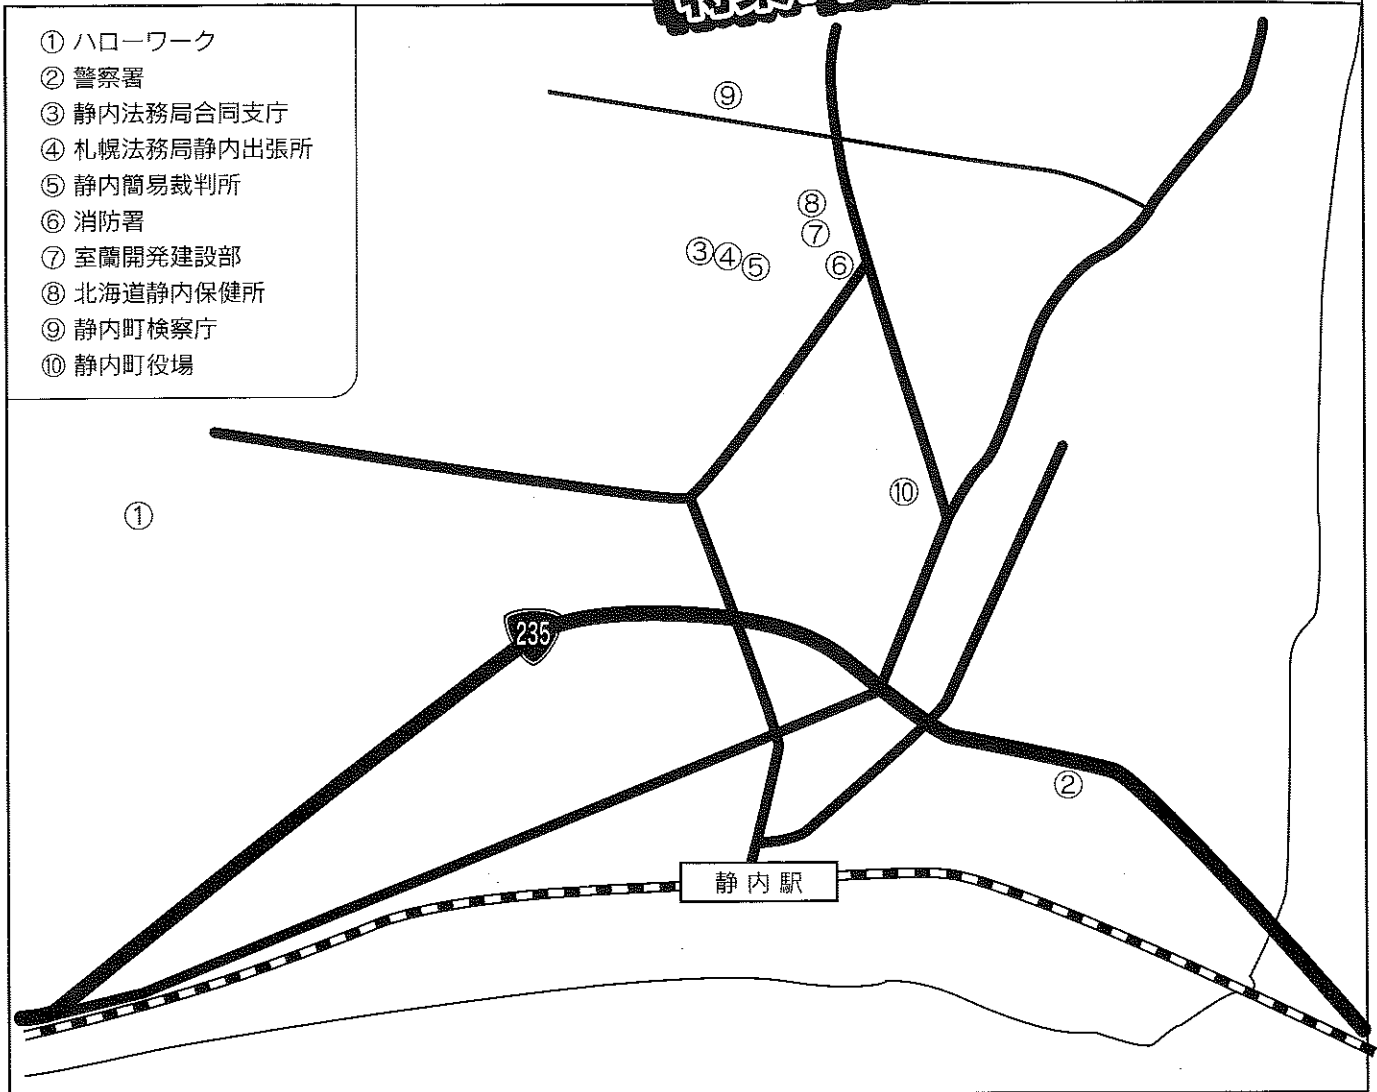 ① ハローワーク
② 警察署
③ 静内法務局合同支庁
④ 札幌法務局静内出張所
⑤ 静内簡易裁判所
⑥ 消防署
⑦ 室蘭開発建設部
⑧ 北海道静内保健所
⑨ 静内町検察庁
⑩ 静内町役場
⑨
⑧
⑦
③④⑤
⑥
⑩
①
235
②
静内駅